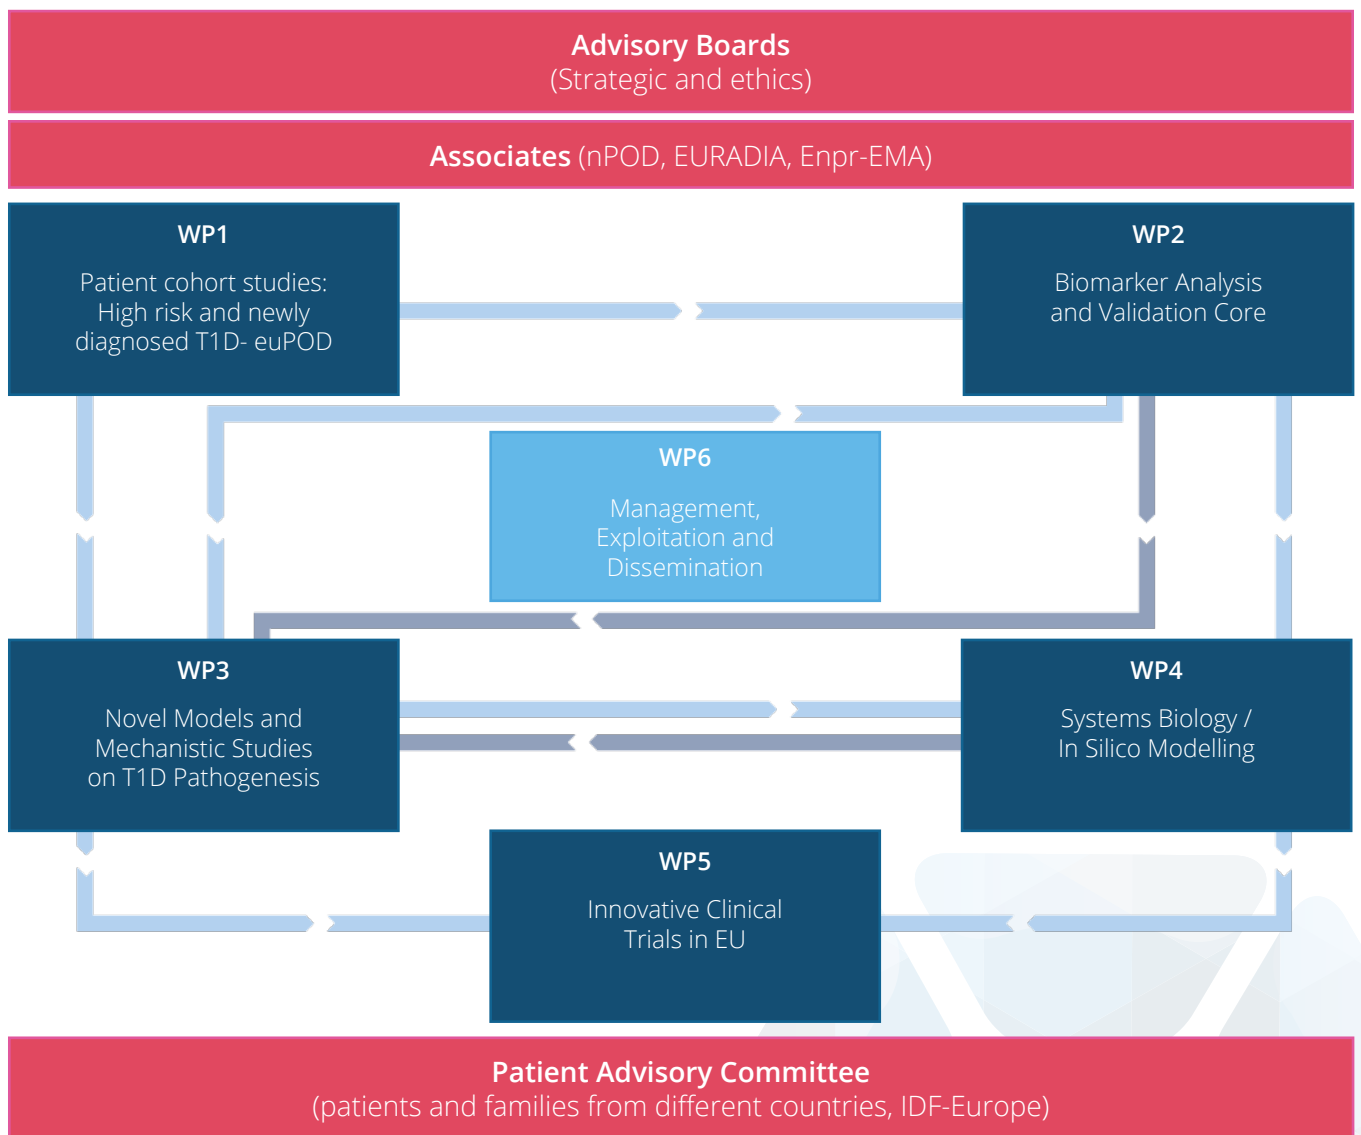 Advisory Boards
(Strategic and ethics)
Associates (nPOD, EURADIA, Enpr-EMA)
WP1
Patient cohort studies:
High risk and newly
diagnosed T1D- euPOD
WP2
Biomarker Analysis
and Validation Core
WP6
Management,
Exploitation and
Dissemination
WP3
Novel Models and
Mechanistic Studies
on T1D Pathogenesis
WP4
Systems Biology /
In Silico Modelling
WP5
Innovative Clinical
Trials in EU
Patient Advisory Committee
(patients and families from different countries, IDF-Europe)